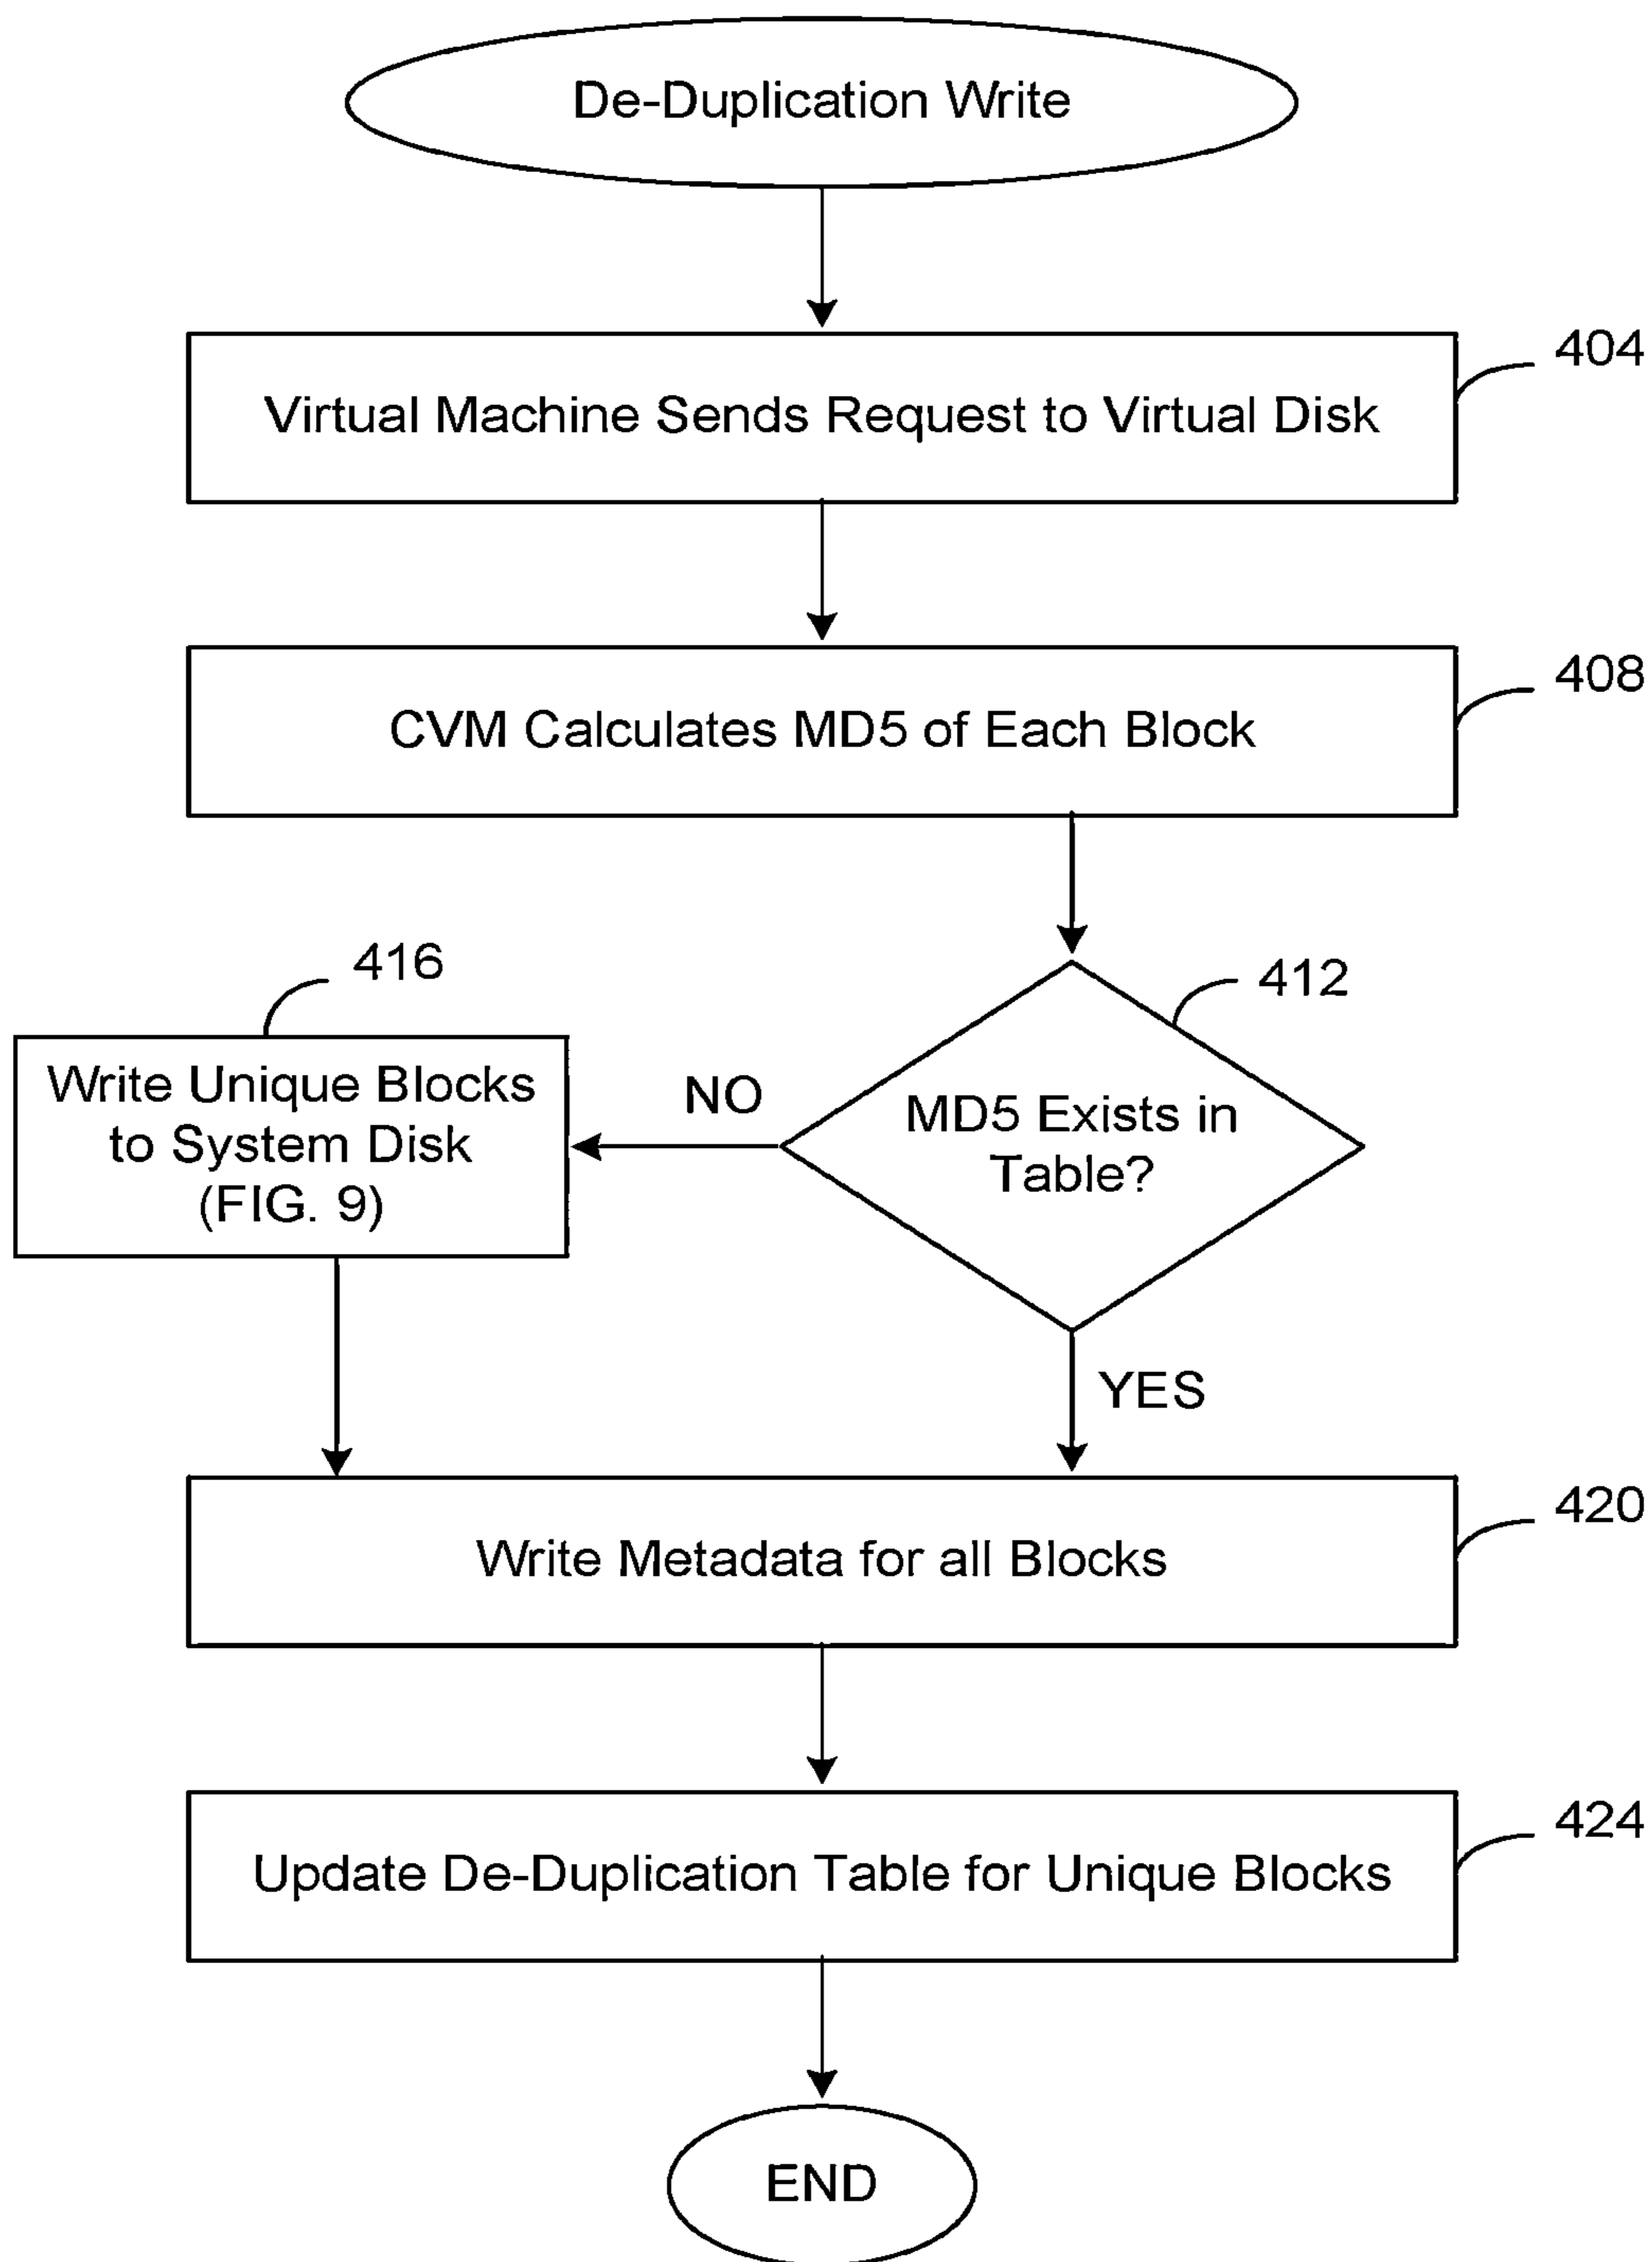 De-Duplication Write
404
Virtual Machine Sends Request to Virtual Disk
408
CVM Calculates MD5 of Each Block
416
412
Write Unique Blocks
to System Disk
(FIG. 9)
NO
MD5 Exists in
Table?
YES
420
Write Metadata for all Blocks
424
Update De-Duplication Table for Unique Blocks
END